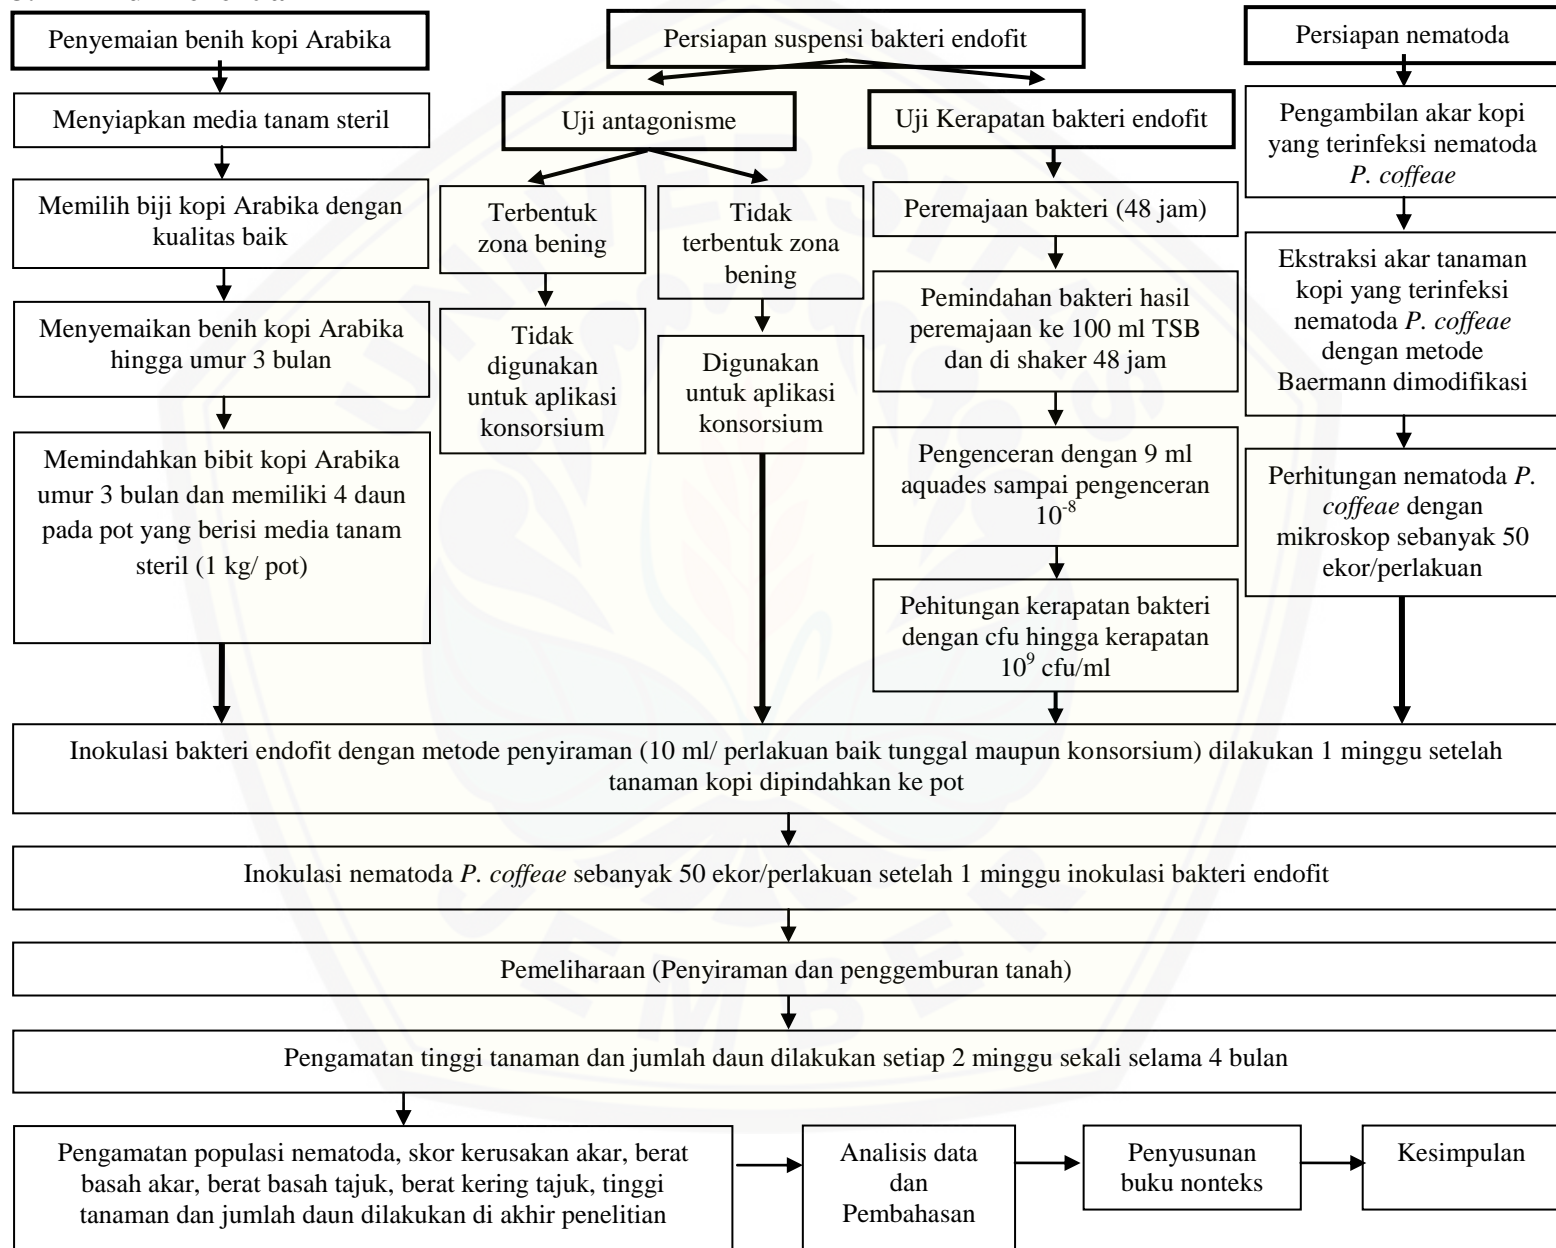 Penyemaian benih kopi Arabika
Menyiapkan media tanam steril
Memilih biji kopi Arabika dengan
kualitas baik
Menyemaikan benih kopi Arabika
hingga umur 3 bulan
Memindahkan bibit kopi Arabika
umur 3 bulan dan memiliki 4 daun
pada pot yang berisi media tanam
steril (1 kg/ pot)
Persiapan suspensi bakteri endofit
Uji antagonisme
Terbentuk
zona bening
Tidak
digunakan
untuk aplikasi
konsorsium
Tidak
terbentuk zona
bening
Digunakan
untuk aplikasi
konsorsium
Uji Kerapatan bakteri endofit
Peremajaan bakteri (48 jam)
Pemindahan bakteri hasil
peremajaan ke 100 ml TSB
dan di shaker 48 jam
Pengenceran dengan 9 ml
aquades sampai pengenceran
10⁻⁸
Pehitungan kerapatan bakteri
dengan cfu hingga kerapatan
10⁹ cfu/ml
Persiapan nematoda
Pengambilan akar kopi
yang terinfeksi nematoda
P. coffeae
Ekstraksi akar tanaman
kopi yang terinfeksi
nematoda P. coffeae
dengan metode
Baermann dimodifikasi
Perhitungan nematoda P.
coffeae dengan
mikroskop sebanyak 50
ekor/perlakuan
Inokulasi bakteri endofit dengan metode penyiraman (10 ml/ perlakuan baik tunggal maupun konsorsium) dilakukan 1 minggu setelah
tanaman kopi dipindahkan ke pot
Inokulasi nematoda P. coffeae sebanyak 50 ekor/perlakuan setelah 1 minggu inokulasi bakteri endofit
Pemeliharaan (Penyiraman dan penggemburan tanah)
Pengamatan tinggi tanaman dan jumlah daun dilakukan setiap 2 minggu sekali selama 4 bulan
Pengamatan populasi nematoda, skor kerusakan akar, berat
basah akar, berat basah tajuk, berat kering tajuk, tinggi
tanaman dan jumlah daun dilakukan di akhir penelitian
Analisis data
dan
Pembahasan
Penyusunan
buku nonteks
Kesimpulan
UNIVERSITAS
JEMBER